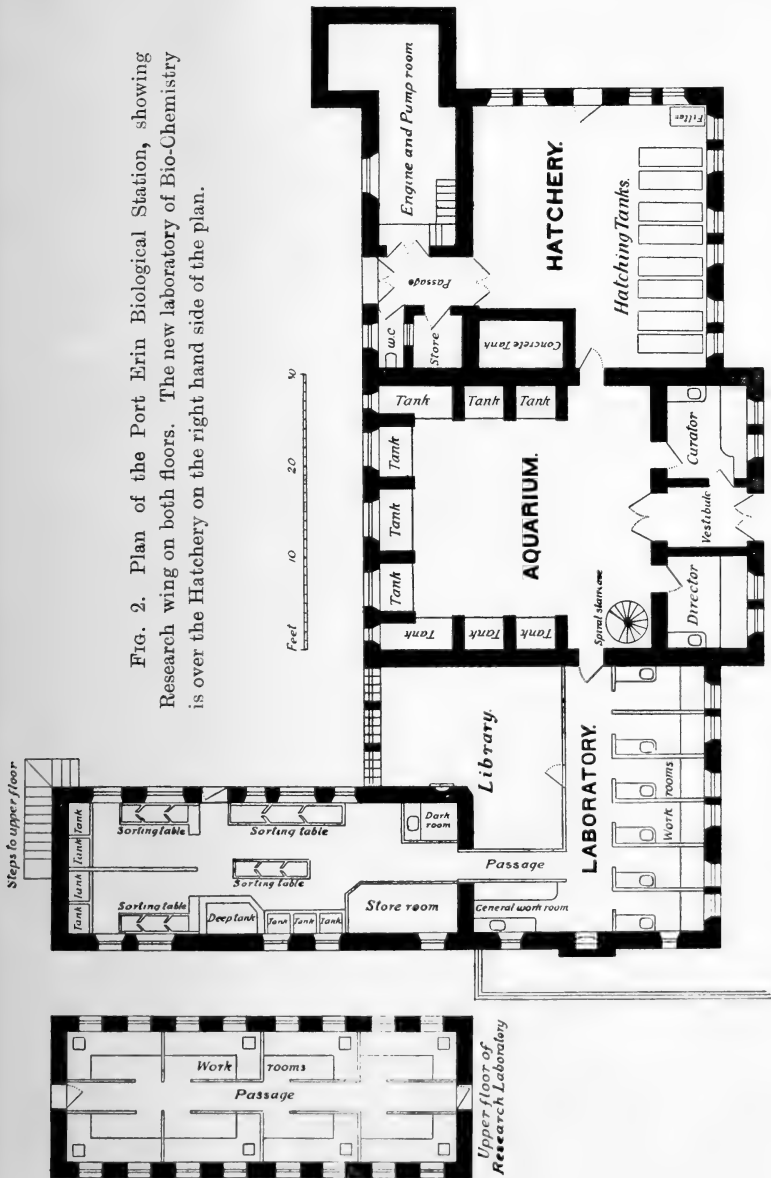 FIG. 2. Plan of the Port Erin Biological Station, showing
Research wing on both floors. The new laboratory of Bio-Chemistry
is over the Hatchery on the right hand side of the plan.
Feet
10
20
30
Steps to upper floor
Tank
Tank
Tank
Tank
Sorting table
Sorting table
Sorting table
Sorting table
Deep tank
Tank
Tank
Tank
Store room
Dark
room
Passage
General work room
Library.
LABORATORY.
Work rooms
Upper floor of
Research Laboratory
Work rooms
Passage
Tank
Tank
Tank
Tank
Tank
Tank
Tank
Tank
Tank
AQUARIUM.
Spiral staircase
Director
Vestibule
Curator
W.C
Store
Passage
Engine and Pump room
Concrete Tank
HATCHERY.
Hatching Tanks.
Filter